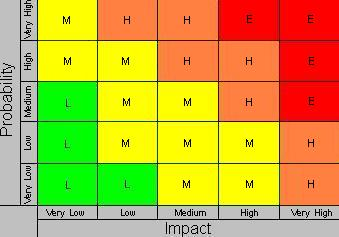 Probability
Very High M H H E E
High M M H H E
Medium L M M H E
Low L M M M H
Very Low L L M M H
Very Low Low Medium High Very High
Impact